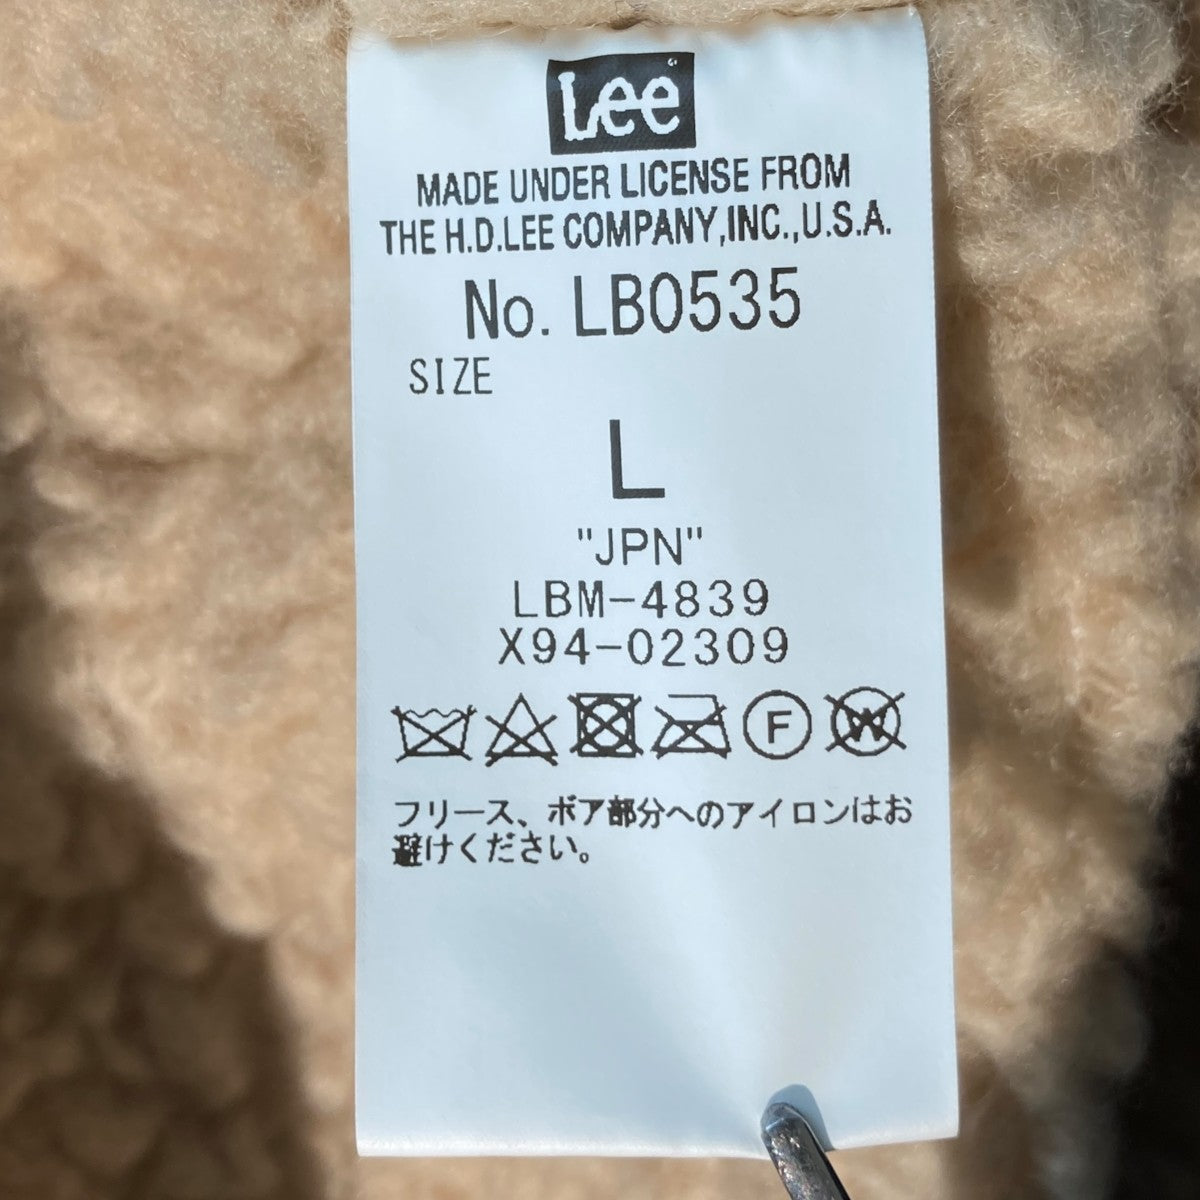 Lee
MADE UNDER LICENSE FROM
THE H.D.LEE COMPANY,INC.,U.S.A.
No. LB0535
SIZE
L
"JPN"
LBM-4839
X94-02309
F W
フリース、ボア部分へのアイロンはお
避けください。